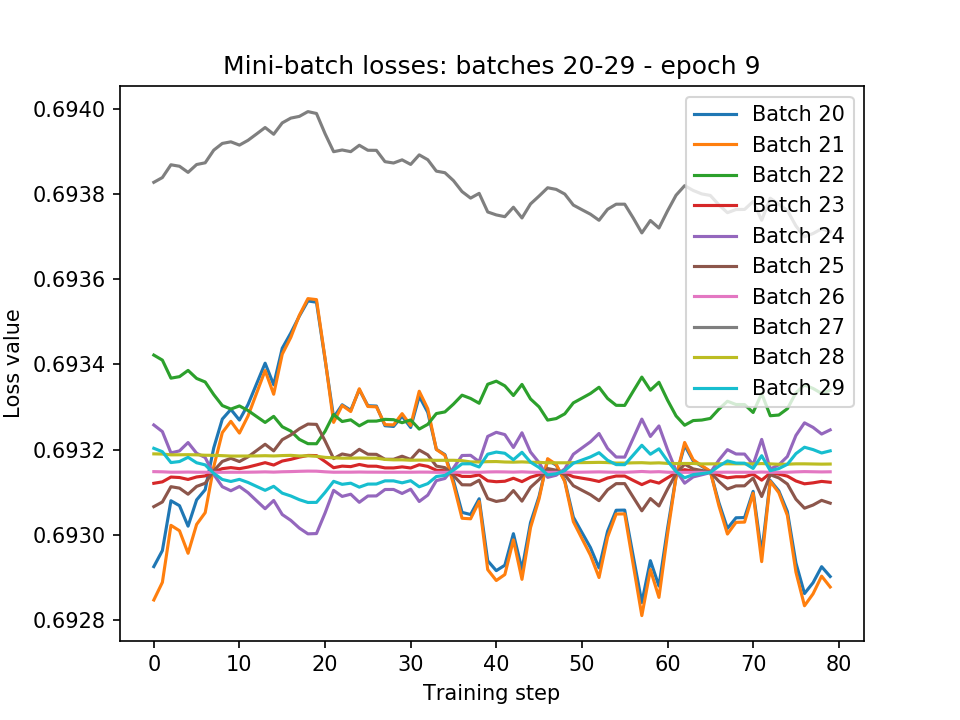 Mini-batch losses: batches 20-29 - epoch 9
0.6940
0.6938
0.6936
0.6934
0.6932
0.6930
0.6928
Loss value
0 10 20 30 40 50 60 70 80
Training step
Batch 20
Batch 21
Batch 22
Batch 23
Batch 24
Batch 25
Batch 26
Batch 27
Batch 28
Batch 29